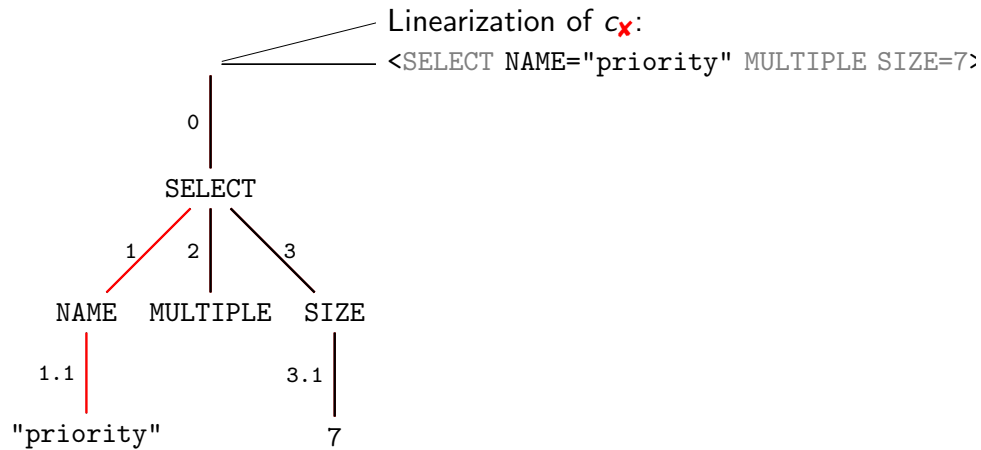 Linearization of c✘:
<SELECT NAME="priority" MULTIPLE SIZE=7>
0
SELECT
1 2 3
NAME MULTIPLE SIZE
1.1 3.1
"priority" 7